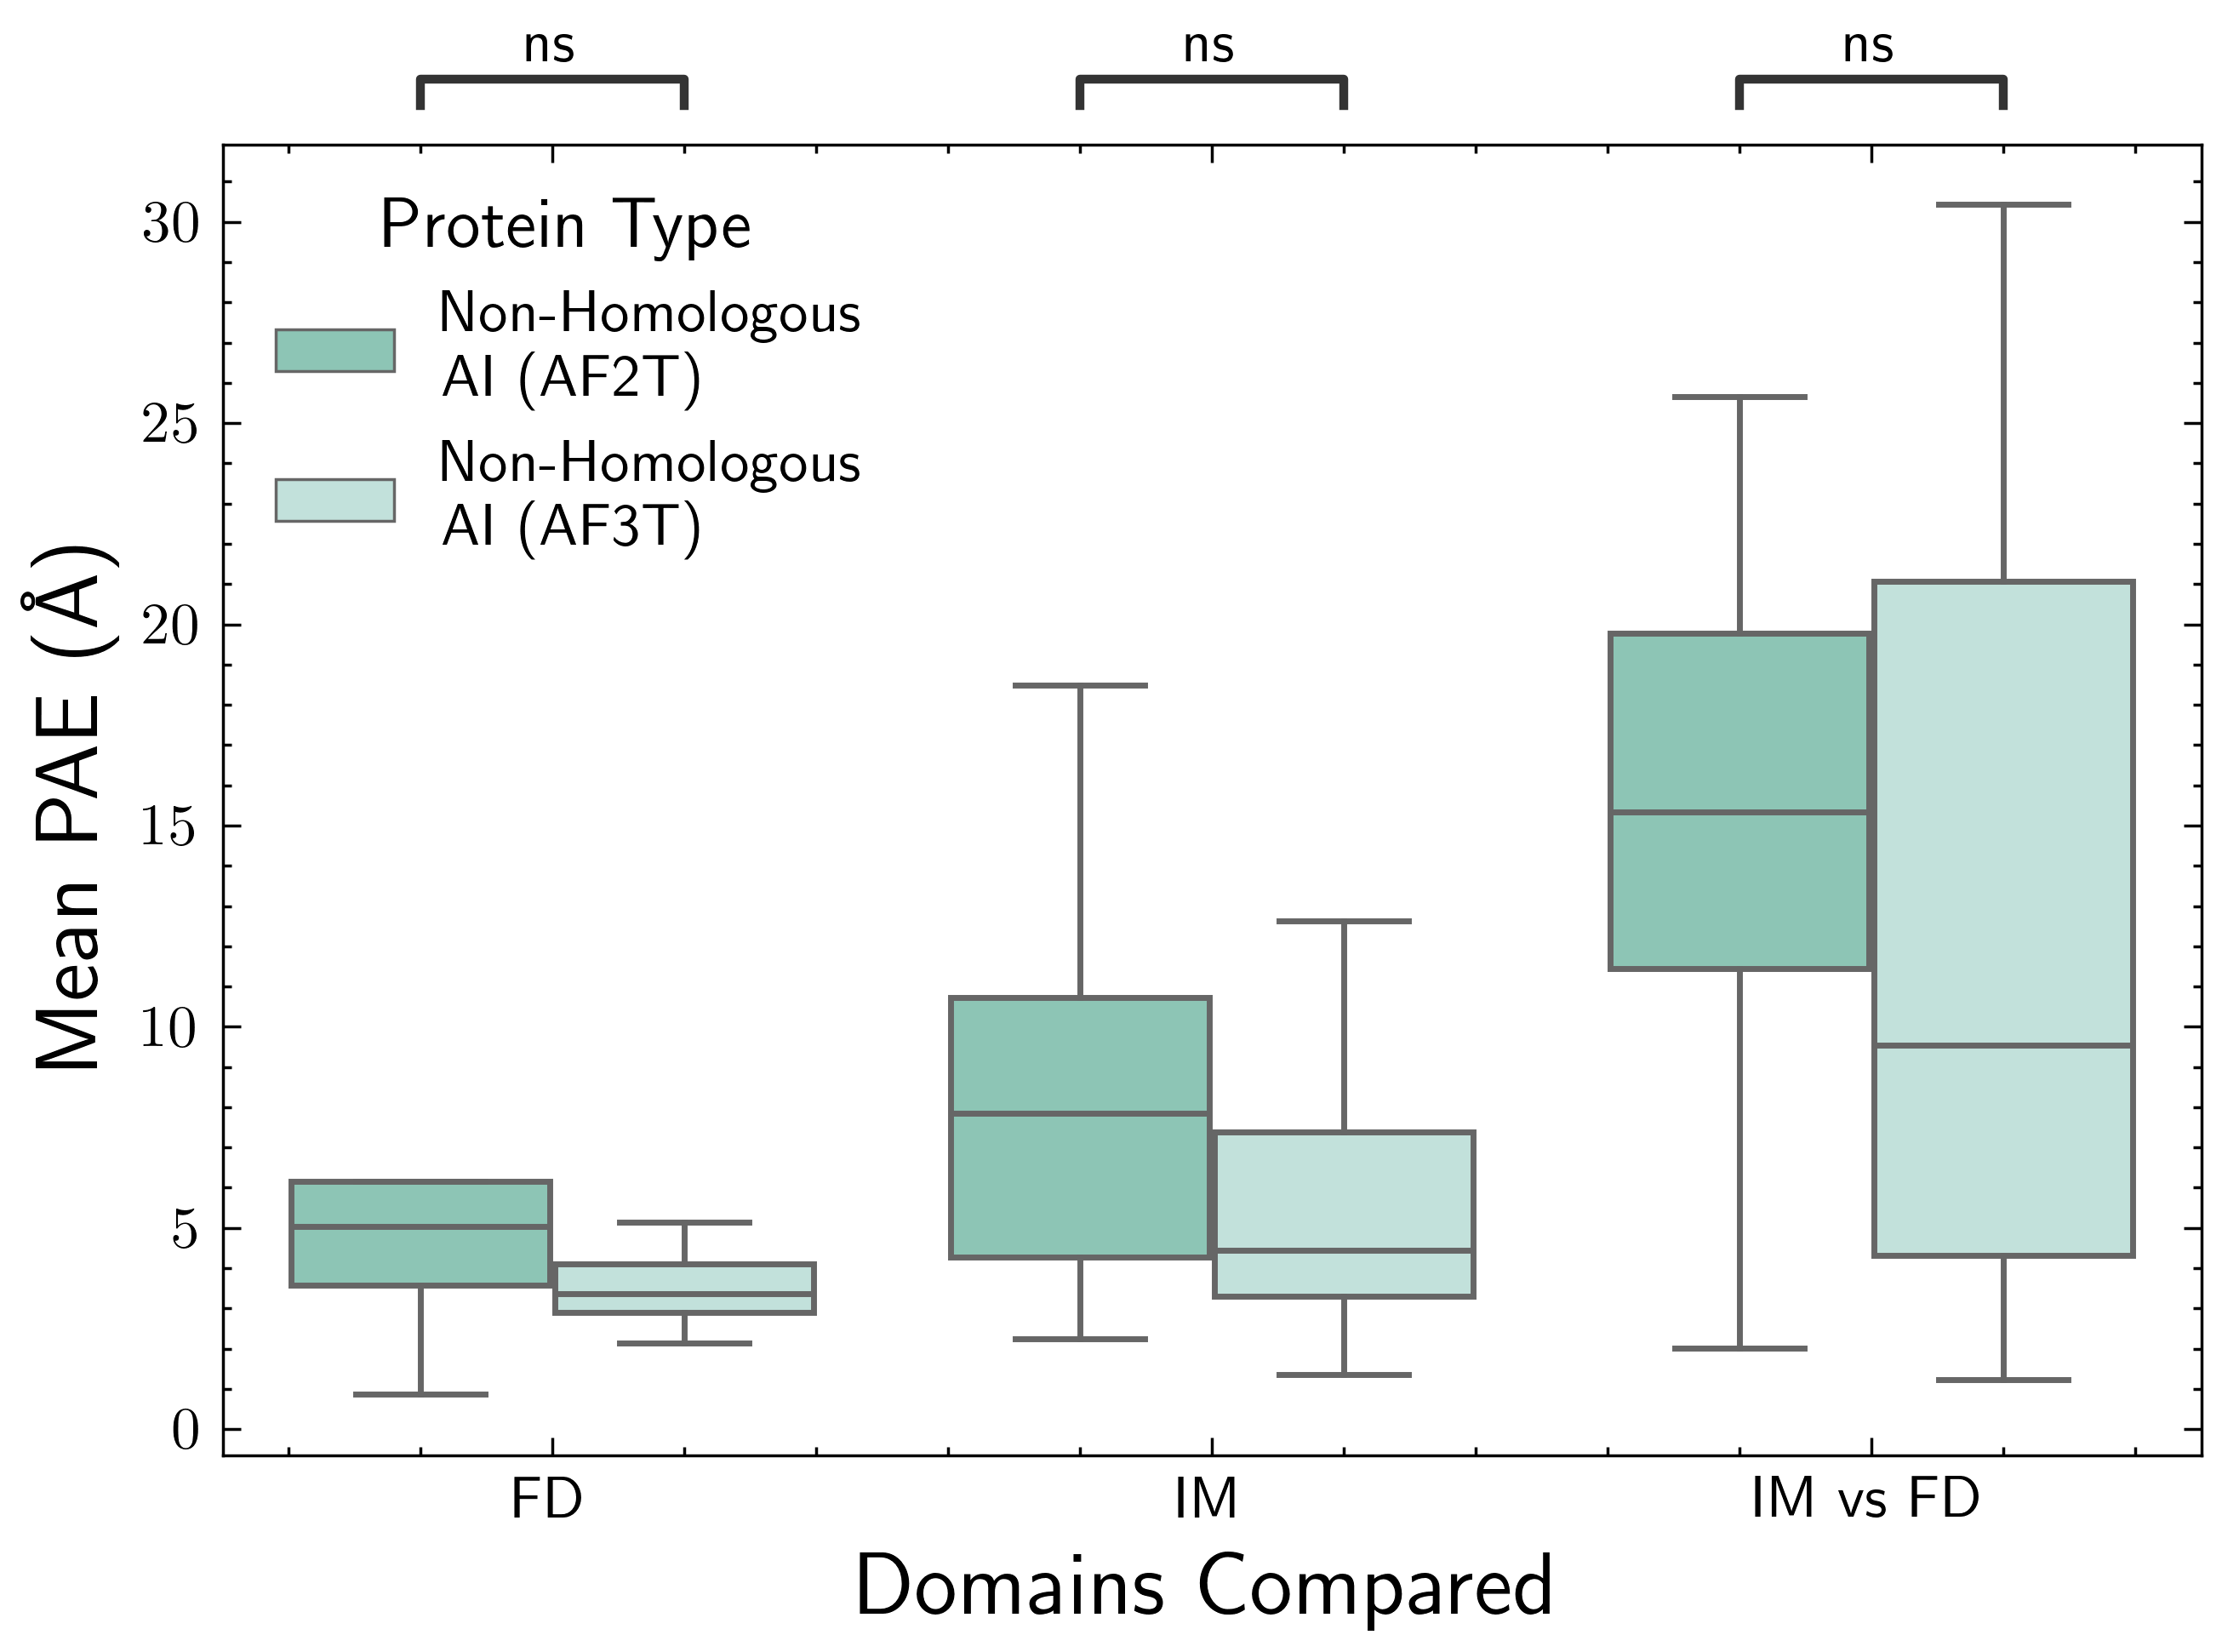 ns ns ns
Protein Type
Non-Homologous
AI (AF2T)
Non-Homologous
AI (AF3T)
Mean PAE (Å)
30
25
20
15
10
5
0
FD IM IM vs FD
Domains Compared